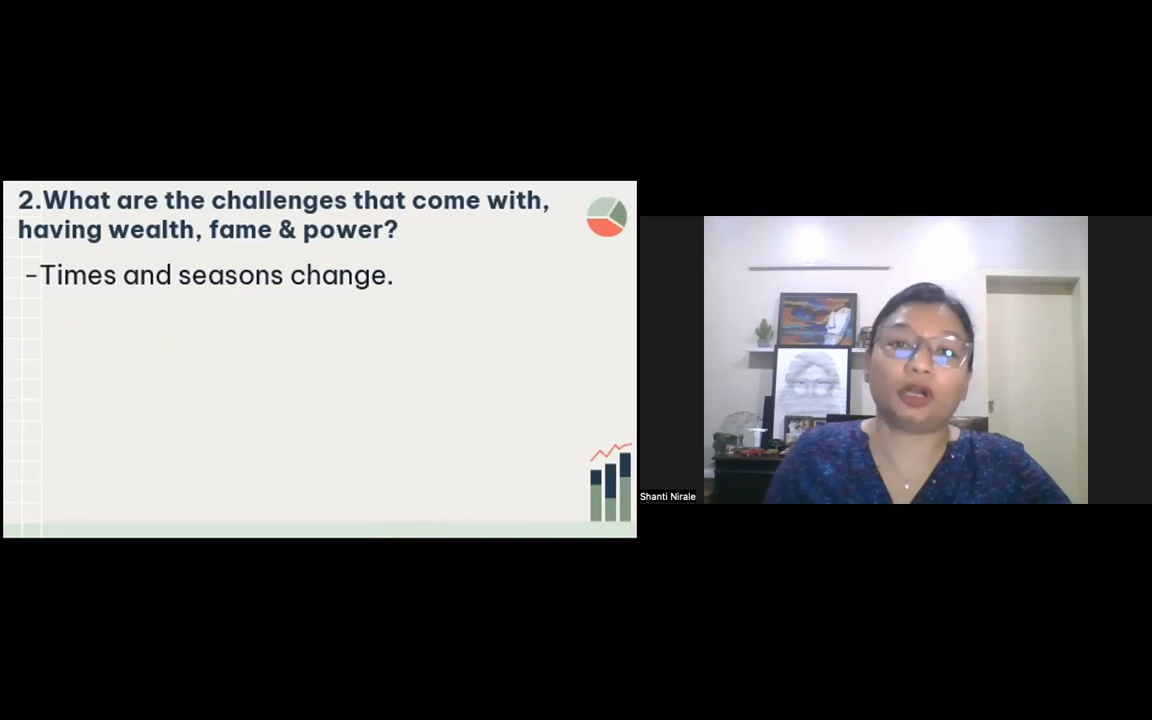 2.What are the challenges that come with,
having wealth, fame & power?
-Times and seasons change.
Shanti Nirale